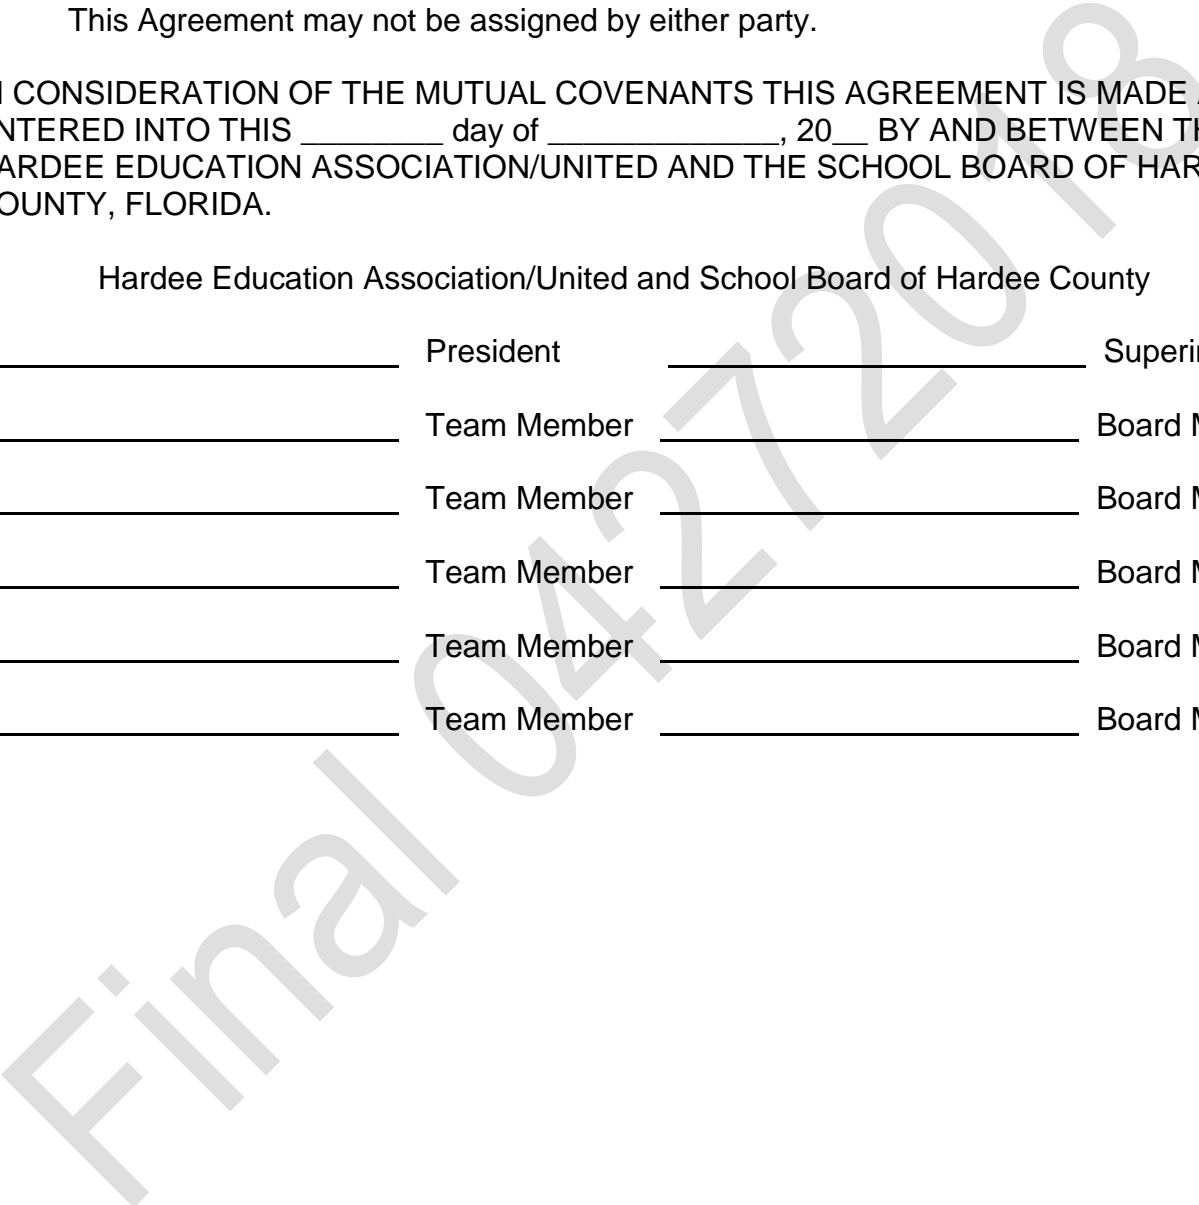 This Agreement may not be assigned by either party.
CONSIDERATION OF THE MUTUAL COVENANTS THIS AGREEMENT IS MADE
NTERED INTO THIS ________ day of _____________, 20__ BY AND BETWEEN TH
ARDEE EDUCATION ASSOCIATION/UNITED AND THE SCHOOL BOARD OF HAR
OUNTY, FLORIDA.
Hardee Education Association/United and School Board of Hardee County
President Superi
Team Member Board M
Team Member Board M
Team Member Board M
Team Member Board M
Team Member Board M
Final 04272018